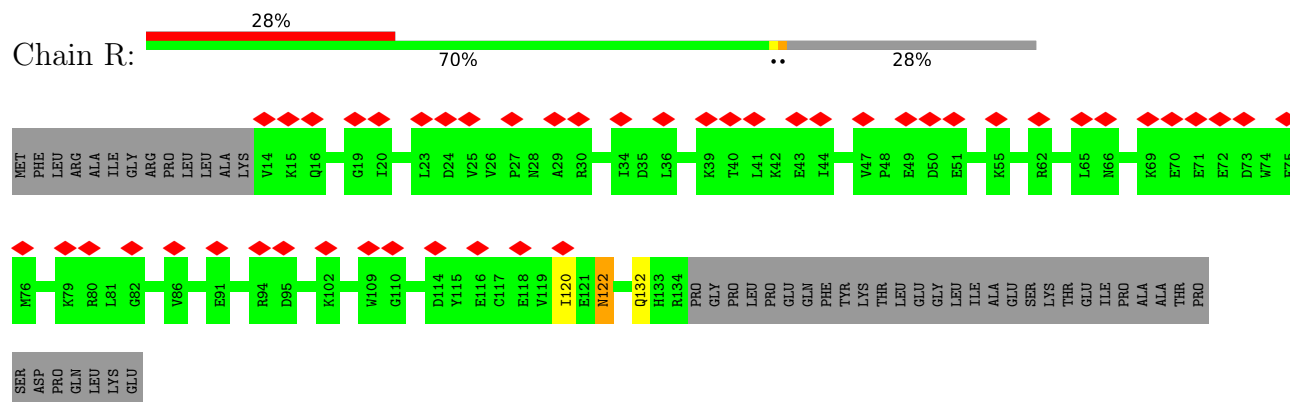 28%
Chain R:
70% •• 28%
MET PHE LEU ARG ALA ILE GLY ARG PRO LEU LEU ALA LYS V14 K15 Q16 G19 I20 L23 D24 V25 V26 P27 N28 A29 R30 I34 D35 L36 K39 T40 L41 K42 E43 I44 V47 P48 E49 D50 E51 K55 R62 L65 N66 K69 E70 E71 E72 D73 W74 E75
M76 K79 R80 L81 G82 V86 E91 R94 D95 K102 W109 G110 D114 Y115 E116 C117 E118 V119 I120 E121 N122 Q132 H133 R134 PRO GLY PRO LEU PRO GLU GLN PHE TYR LYS THR LEU GLU GLY LEU ILE ALA GLU SER LYS THR GLU ILE PRO ALA ALA THR PRO
SER ASP PRO GLN LEU LYS GLU